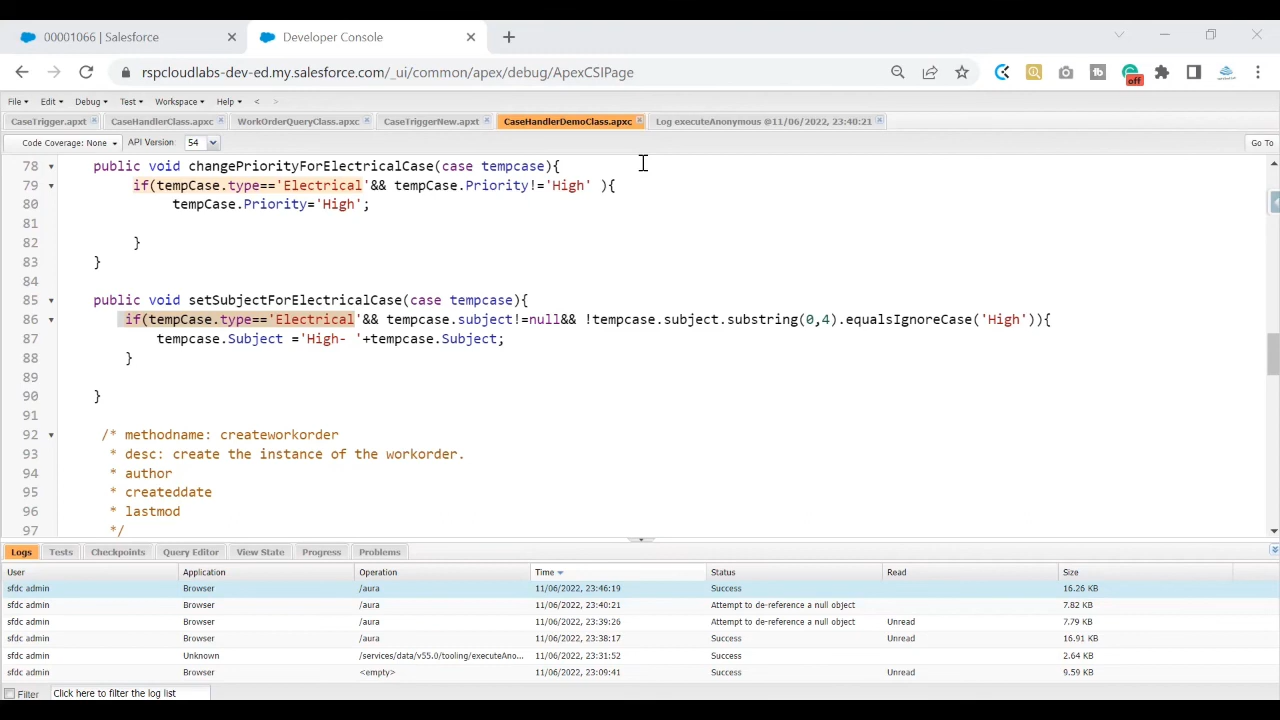 00001066 | Salesforce
Developer Console
rspcloudlabs-dev-ed.my.salesforce.com/_ui/common/apex/debug/ApexCSIPage
off
File Edit Debug Test Workspace Help < >
CaseTrigger.apxt CaseHandlerClass.apxc WorkOrderQueryClass.apxc CaseTriggerNew.apxt CaseHandlerDemoClass.apxc Log executeAnonymous @11/06/2022, 23:40:21
Code Coverage: None API Version: 54 Go To
78 public void changePriorityForElectricalCase(case tempcase){
79 if(tempCase.type=='Electrical'&& tempCase.Priority!='High' ){
80 tempCase.Priority='High';
81
82 }
83 }
84
85 public void setSubjectForElectricalCase(case tempcase){
86 if(tempCase.type=='Electrical'&& tempcase.subject!=null&& !tempcase.subject.substring(0,4).equalsIgnoreCase('High')){
87 tempcase.Subject ='High- '+tempcase.Subject;
88 }
89
90 }
91
92 /* methodname: createworkorder
93 * desc: create the instance of the workorder.
94 * author
95 * createddate
96 * lastmod
97 */
Logs Tests Checkpoints Query Editor View State Progress Problems
User Application Operation Time Status Read Size
sfdc admin Browser /aura 11/06/2022, 23:46:19 Success 16.26 KB
sfdc admin Browser /aura 11/06/2022, 23:40:21 Attempt to de-reference a null object 7.82 KB
sfdc admin Browser /aura 11/06/2022, 23:39:26 Attempt to de-reference a null object Unread 7.79 KB
sfdc admin Browser /aura 11/06/2022, 23:38:17 Success 16.91 KB
sfdc admin Unknown /services/data/v55.0/tooling/executeAno... 11/06/2022, 23:31:52 Success 2.64 KB
sfdc admin Browser <empty> 11/06/2022, 23:09:41 Success Unread 9.59 KB
Filter Click here to filter the log list